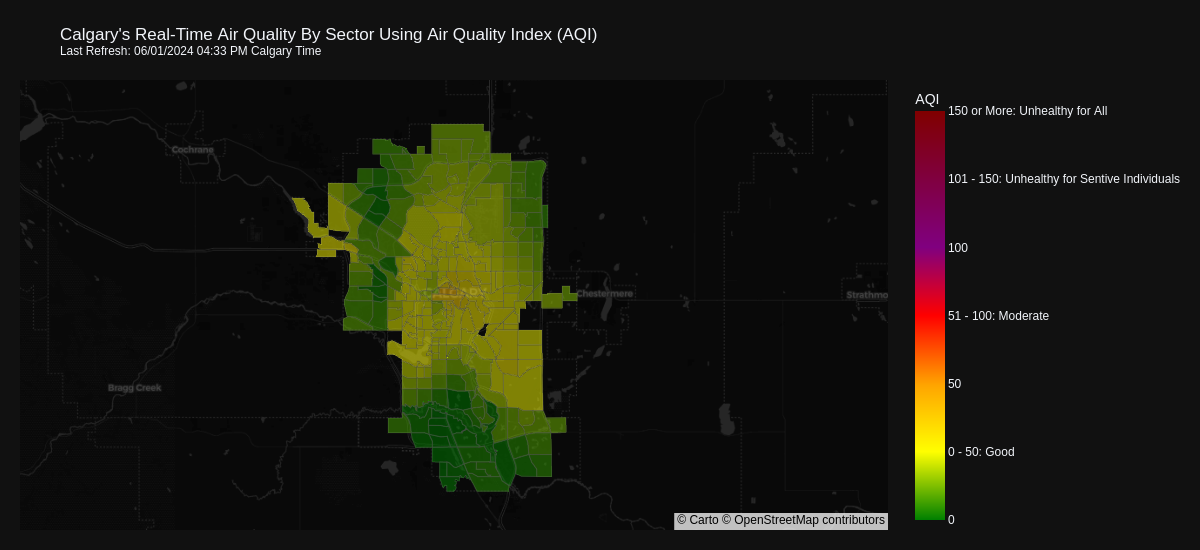 Calgary's Real-Time Air Quality By Sector Using Air Quality Index (AQI)
Last Refresh: 06/01/2024 04:33 PM Calgary Time
AQI
150 or More: Unhealthy for All
101 - 150: Unhealthy for Sentive Individuals
100
51 - 100: Moderate
50
0 - 50: Good
0
Cochrane
CALGARY
Chestermere
Strathmo
Bragg Creek
© Carto © OpenStreetMap contributors